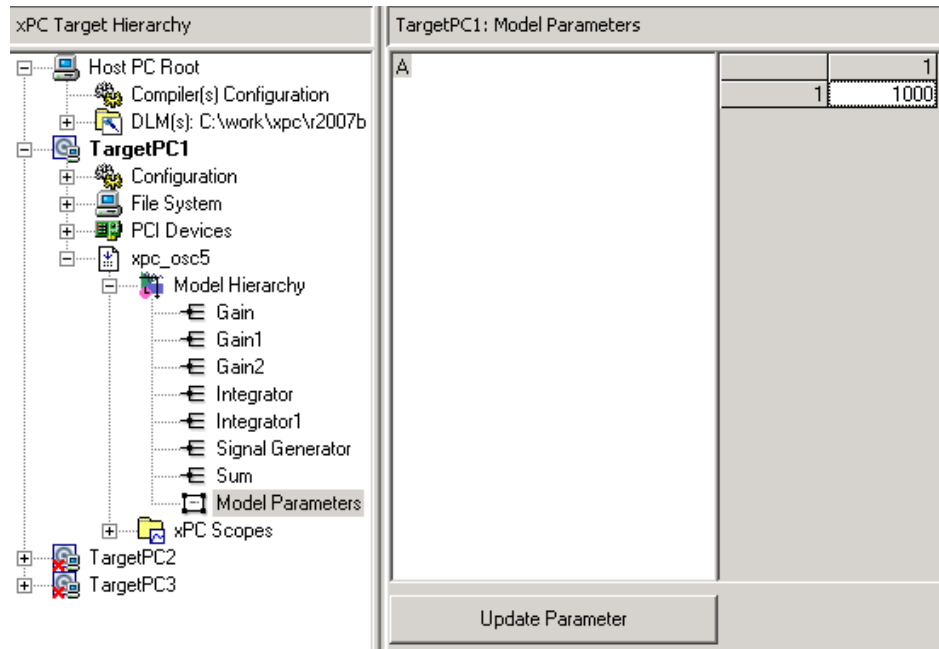 xPC Target Hierarchy
Host PC Root
Compiler(s) Configuration
DLM(s): C:\work\xpc\r2007b
TargetPC1
Configuration
File System
PCI Devices
xpc_osc5
Model Hierarchy
Gain
Gain1
Gain2
Integrator
Integrator1
Signal Generator
Sum
Model Parameters
xPC Scopes
TargetPC2
TargetPC3
TargetPC1: Model Parameters
A
1
1 1000
Update Parameter